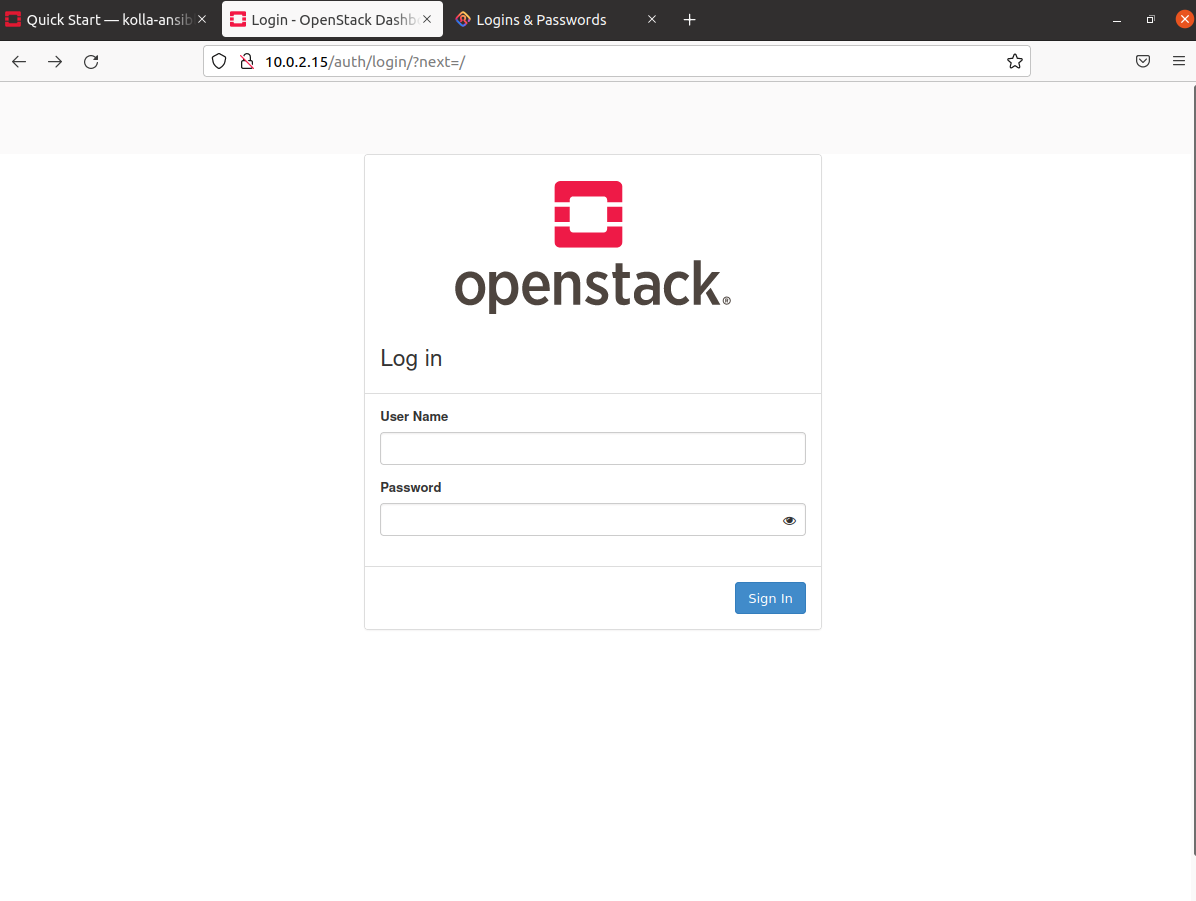 Quick Start — kolla-ansib
Login - OpenStack Dashb
Logins & Passwords
10.0.2.15/auth/login/?next=/
openstack®
Log in
User Name
Password
Sign In